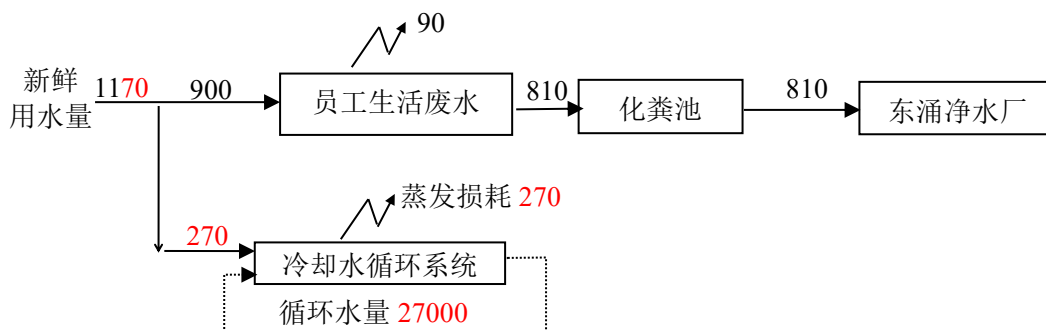 90
新鲜
用水量
1170
900
员工生活废水
810
化粪池
810
东涌净水厂
蒸发损耗 270
270
冷却水循环系统
循环水量 27000